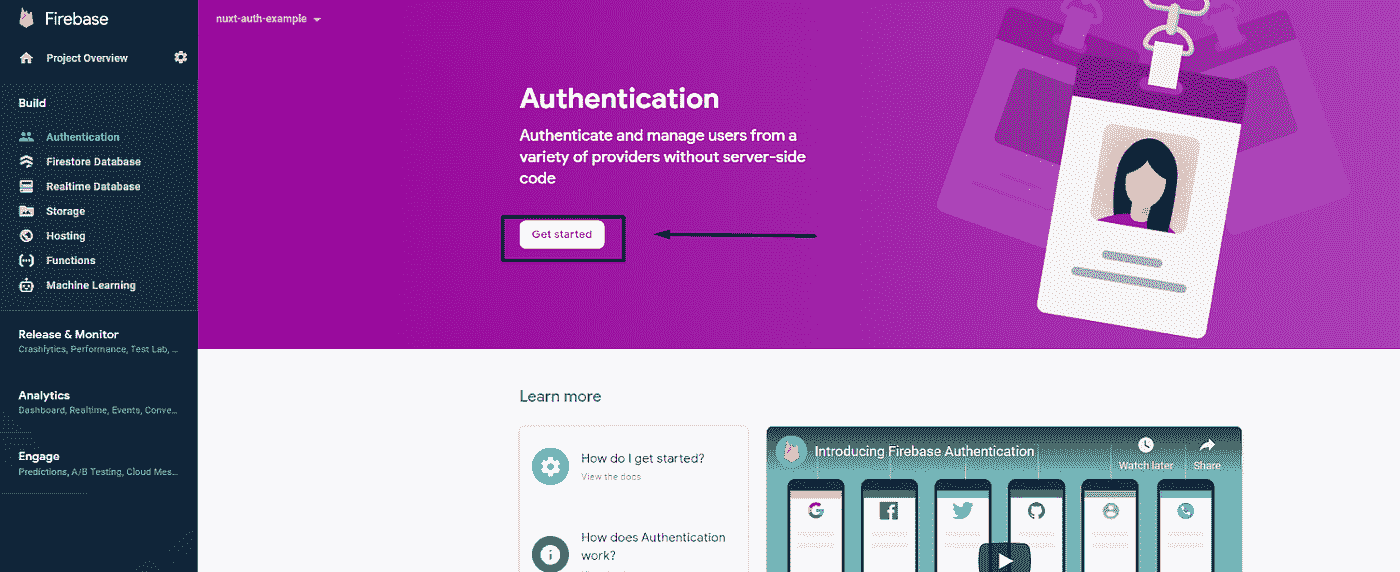 Firebase
nuxt-auth-example
Project Overview
Build
Authentication
Firestore Database
Realtime Database
Storage
Hosting
Functions
Machine Learning
Release & Monitor
Crashlytics, Performance, Test Lab, ...
Analytics
Dashboard, Realtime, Events, Conve...
Engage
Predictions, A/B Testing, Cloud Mes...
Authentication
Authenticate and manage users from a
variety of providers without server-side
code
Get started
Learn more
How do I get started?
View the docs
How does Authentication
work?
Introducing Firebase Authentication
Watch later
Share